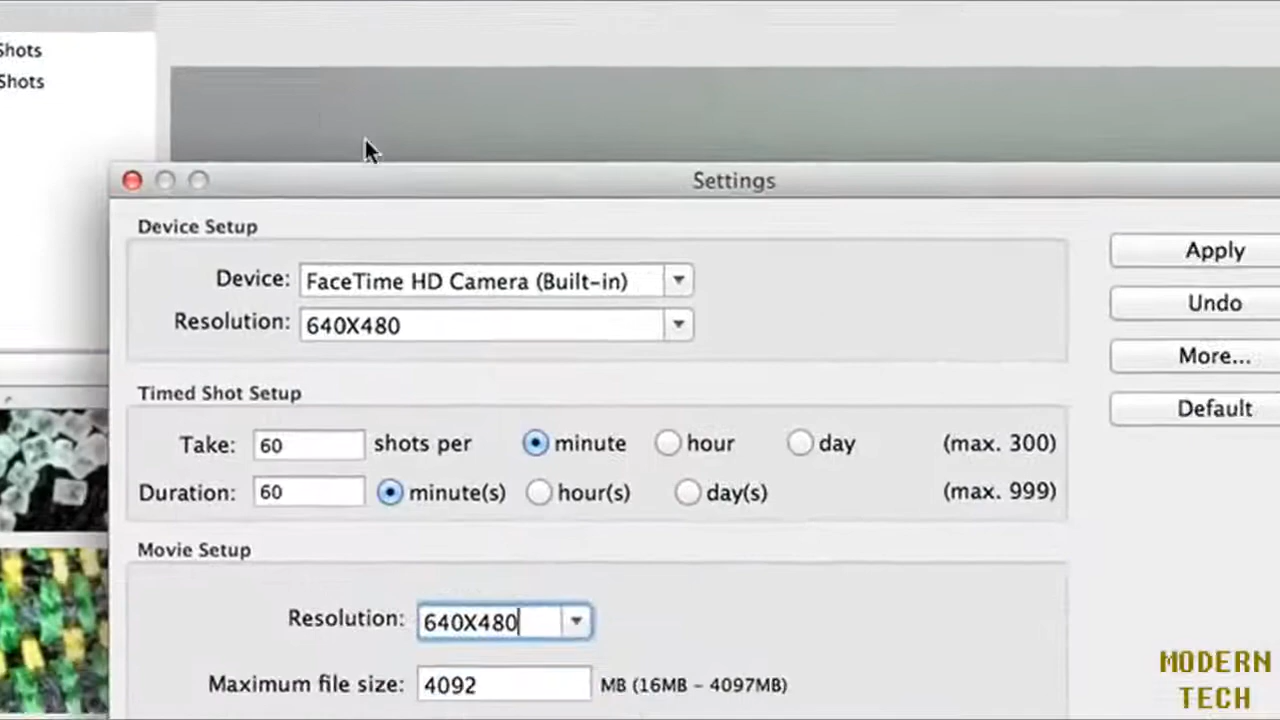 Shots
Shots
Settings
Device Setup
Device: FaceTime HD Camera (Built-in)
Resolution: 640X480
Apply
Undo
More...
Default
Timed Shot Setup
Take: 60 shots per minute hour day (max. 300)
Duration: 60 minute(s) hour(s) day(s) (max. 999)
Movie Setup
Resolution: 640X480
Maximum file size: 4092 MB (16MB - 4097MB)
MODERN
TECH